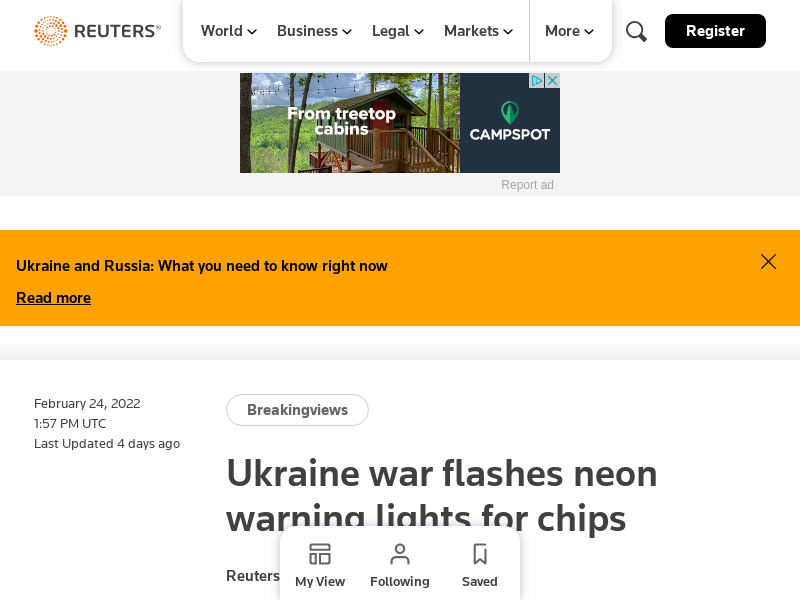 REUTERS®
World
Business
Legal
Markets
More
Register
From treetop
cabins
CAMPSPOT
Report ad
Ukraine and Russia: What you need to know right now
Read more
February 24, 2022
1:57 PM UTC
Last Updated 4 days ago
Breakingviews
Ukraine war flashes neon
warning lights for chips
Reuters
My View
Following
Saved